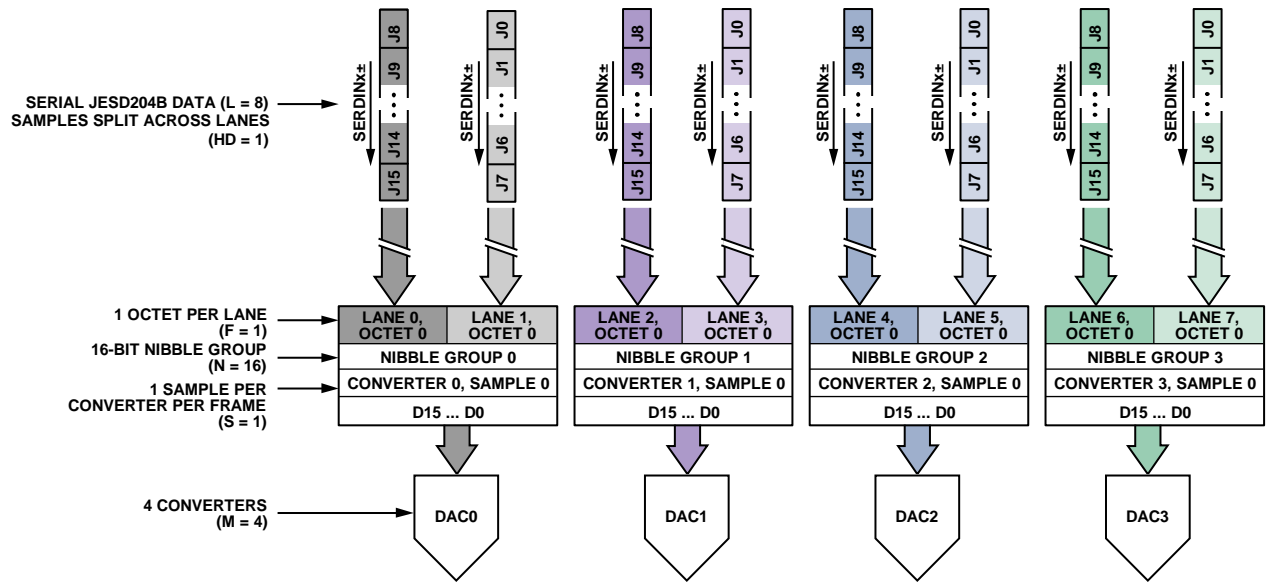 SERIAL JESD204B DATA (L = 8)
SAMPLES SPLIT ACROSS LANES
(HD = 1)
SERDINx±
J8
J9
...
J14
J15
SERDINx±
J0
J1
...
J6
J7
SERDINx±
J8
J9
...
J14
J15
SERDINx±
J0
J1
...
J6
J7
SERDINx±
J8
J9
...
J14
J15
SERDINx±
J0
J1
...
J6
J7
SERDINx±
J8
J9
...
J14
J15
SERDINx±
J0
J1
...
J6
J7
1 OCTET PER LANE
(F = 1)
LANE 0,
OCTET 0
LANE 1,
OCTET 0
LANE 2,
OCTET 0
LANE 3,
OCTET 0
LANE 4,
OCTET 0
LANE 5,
OCTET 0
LANE 6,
OCTET 0
LANE 7,
OCTET 0
16-BIT NIBBLE GROUP
(N = 16)
NIBBLE GROUP 0
NIBBLE GROUP 1
NIBBLE GROUP 2
NIBBLE GROUP 3
1 SAMPLE PER
CONVERTER PER FRAME
(S = 1)
CONVERTER 0, SAMPLE 0
CONVERTER 1, SAMPLE 0
CONVERTER 2, SAMPLE 0
CONVERTER 3, SAMPLE 0
D15 ... D0
D15 ... D0
D15 ... D0
D15 ... D0
4 CONVERTERS
(M = 4)
DAC0
DAC1
DAC2
DAC3